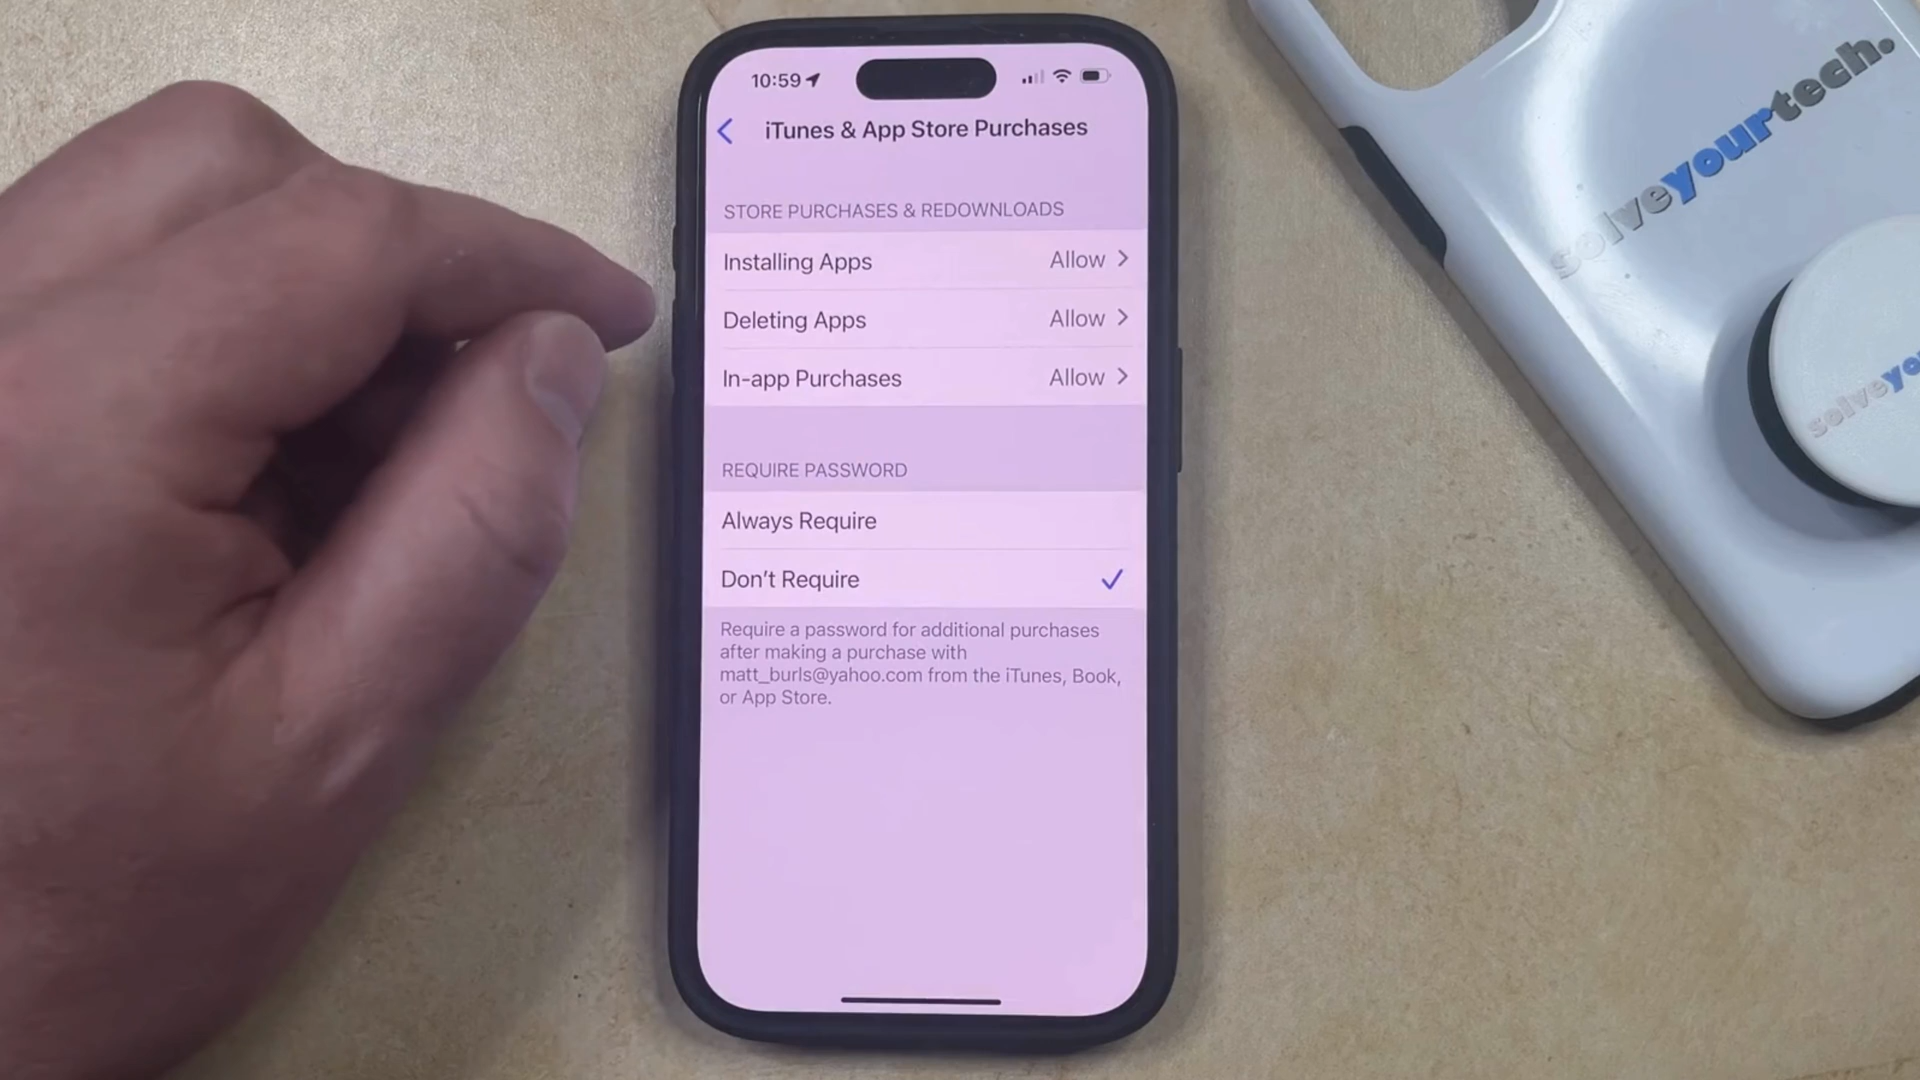 10:59
iTunes & App Store Purchases
STORE PURCHASES & REDOWNLOADS
Installing Apps Allow
Deleting Apps Allow
In-app Purchases Allow
REQUIRE PASSWORD
Always Require
Don't Require
Require a password for additional purchases
after making a purchase with
matt_burls@yahoo.com from the iTunes, Book,
or App Store.
solveyourtech.
solveyo